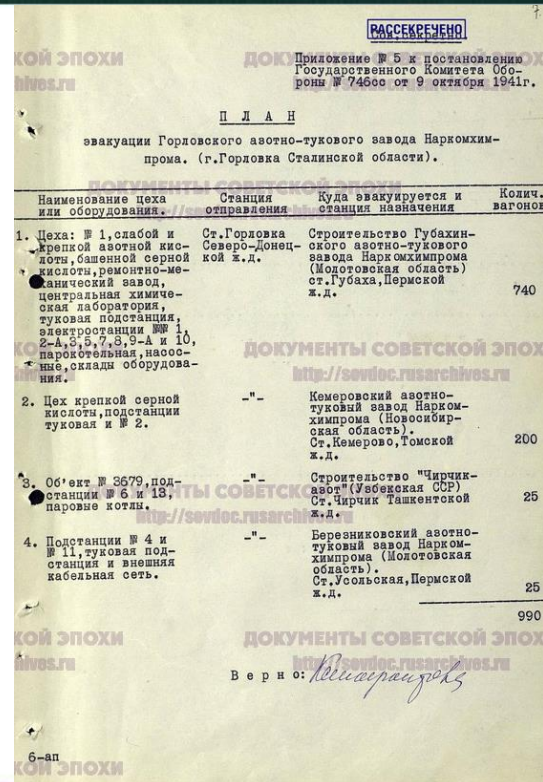 7.
РАССЕКРЕЧЕНО
Сов.секретно.
Приложение № 5 к постановлению
Государственного Комитета Обо-
роны № 746сс от 9 октября 1941г.
П Л А Н
эвакуации Горловского азотно-тукового завода Наркомхим-
прома. (г.Горловка Сталинской области).
Наименование цеха или оборудования. Станция отправления Куда эвакуируется и станция назначения Колич. вагонов
1. Цеха: № 1,слабой и
крепкой азотной кис-
лоты,башенной серной
кислоты,ремонтно-ме-
ханический завод,
центральная химиче-
ская лаборатория,
туковая подстанция,
электростанции №№ 1,
2-А,3,5,7,8,9-А и 10,
парокотельная,насос-
ные,склады оборудова-
ния.
Ст.Горловка
Северо-Донец-
кой ж.д.
Строительство Губахин-
ского азотно-тукового
завода Наркомхимпрома
(Молотовская область)
ст.Губаха,Пермской
ж.д.
740
2. Цех крепкой серной
кислоты,подстанции
туковая и № 2.
-"-
Кемеровский азотно-
туковый завод Нарком-
химпрома (Новосибир-
ская область).
Ст.Кемерово,Томской
ж.д.
200
3. Об'ект № 3679,под-
станции № 6 и 13,
паровые котлы.
-"-
Строительство "Чирчик-
азот"(Узбекская ССР)
Ст.Чирчик Ташкентской
ж.д.
25
4. Подстанции № 4 и
№ 11,туковая под-
станция и внешняя
кабельная сеть.
-"-
Березниковский азотно-
туковый завод Нарком-
химпрома (Молотовская
область).
Ст.Усольская,Пермской
ж.д.
25
990
В е р н о:
6-ап
ДОКУМЕНТЫ СОВЕТСКОЙ ЭПОХИ
http://sovdoc.rusarchives.ru